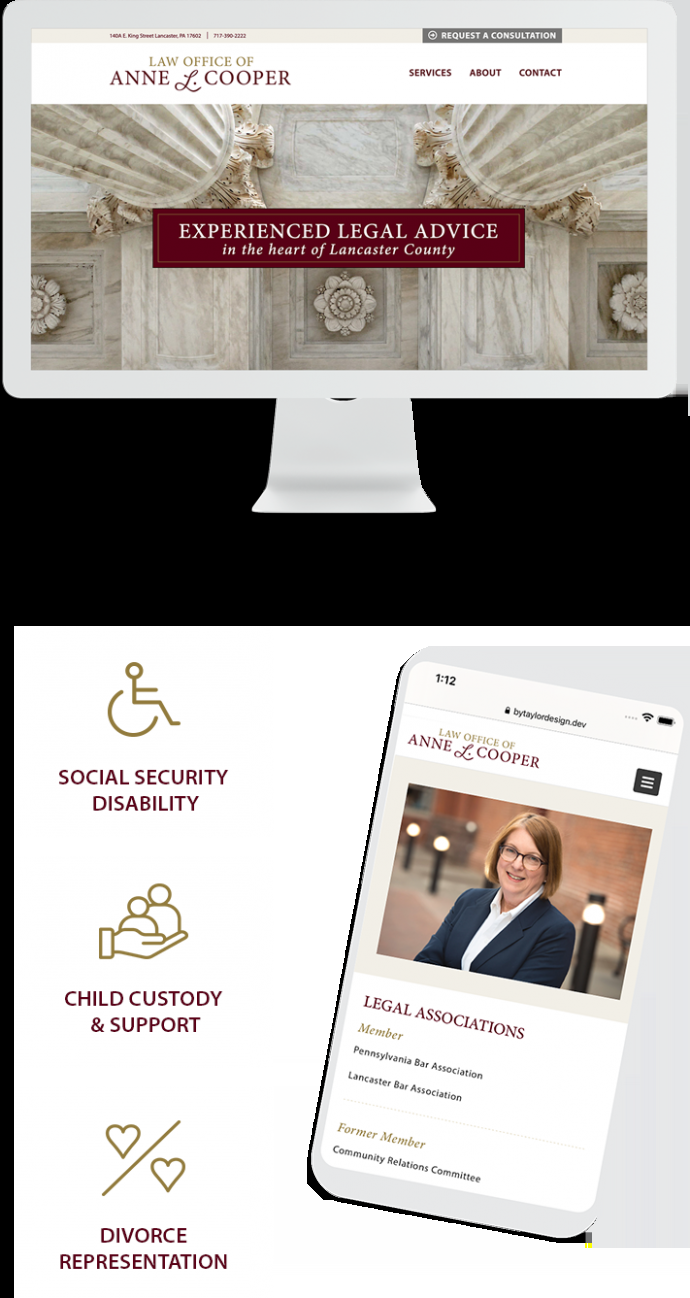 140A E. King Street Lancaster, PA 17602 | 717-390-2222
REQUEST A CONSULTATION
LAW OFFICE OF
ANNE L. COOPER
SERVICES ABOUT CONTACT
EXPERIENCED LEGAL ADVICE
in the heart of Lancaster County
SOCIAL SECURITY
DISABILITY
CHILD CUSTODY
& SUPPORT
DIVORCE
REPRESENTATION
1:12
bytaylordesign.dev
LAW OFFICE OF
ANNE L. COOPER
LEGAL ASSOCIATIONS
Member
Pennsylvania Bar Association
Lancaster Bar Association
Former Member
Community Relations Committee